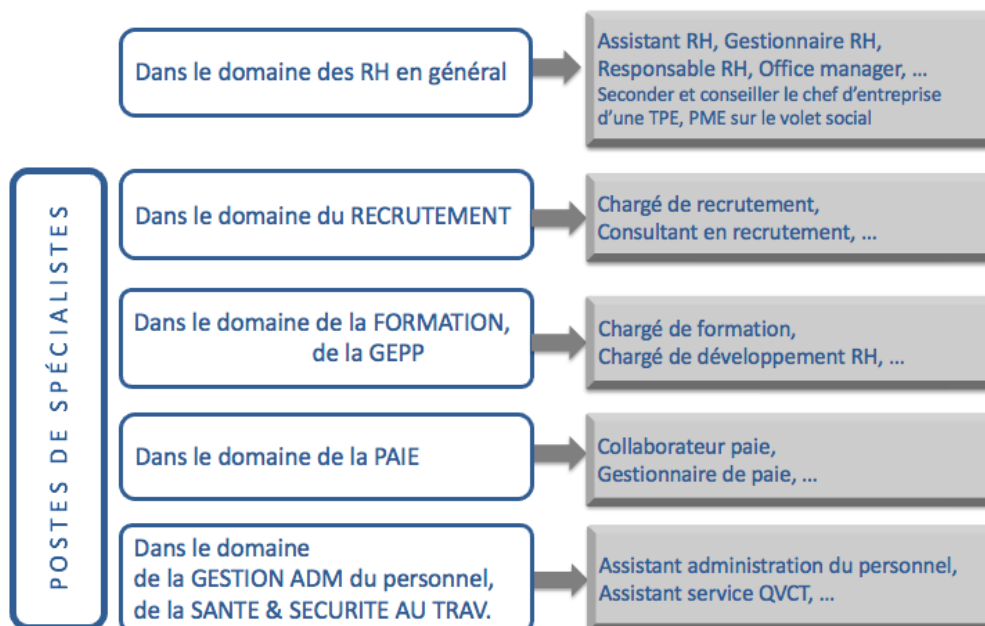 Dans le domaine des RH en général
Assistant RH, Gestionnaire RH,
Responsable RH, Office manager, ...
Seconder et conseiller le chef d'entreprise
d'une TPE, PME sur le volet social
POSTES DE SPÉCIALISTES
Dans le domaine du RECRUTEMENT
Chargé de recrutement,
Consultant en recrutement, ...
Dans le domaine de la FORMATION,
de la GEPP
Chargé de formation,
Chargé de développement RH, ...
Dans le domaine de la PAIE
Collaborateur paie,
Gestionnaire de paie, ...
Dans le domaine
de la GESTION ADM du personnel,
de la SANTE & SECURITE AU TRAV.
Assistant administration du personnel,
Assistant service QVCT, ...